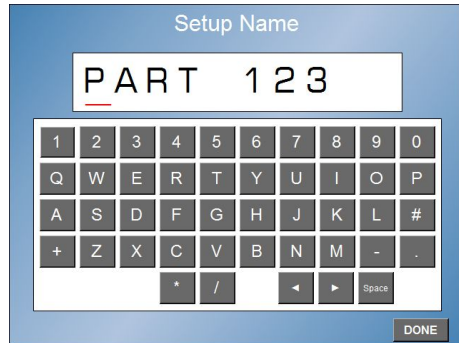 Setup Name
PART 123
1 2 3 4 5 6 7 8 9 0
Q W E R T Y U I O P
A S D F G H J K L #
+ Z X C V B N M - .
* / ◄ ► Space
DONE